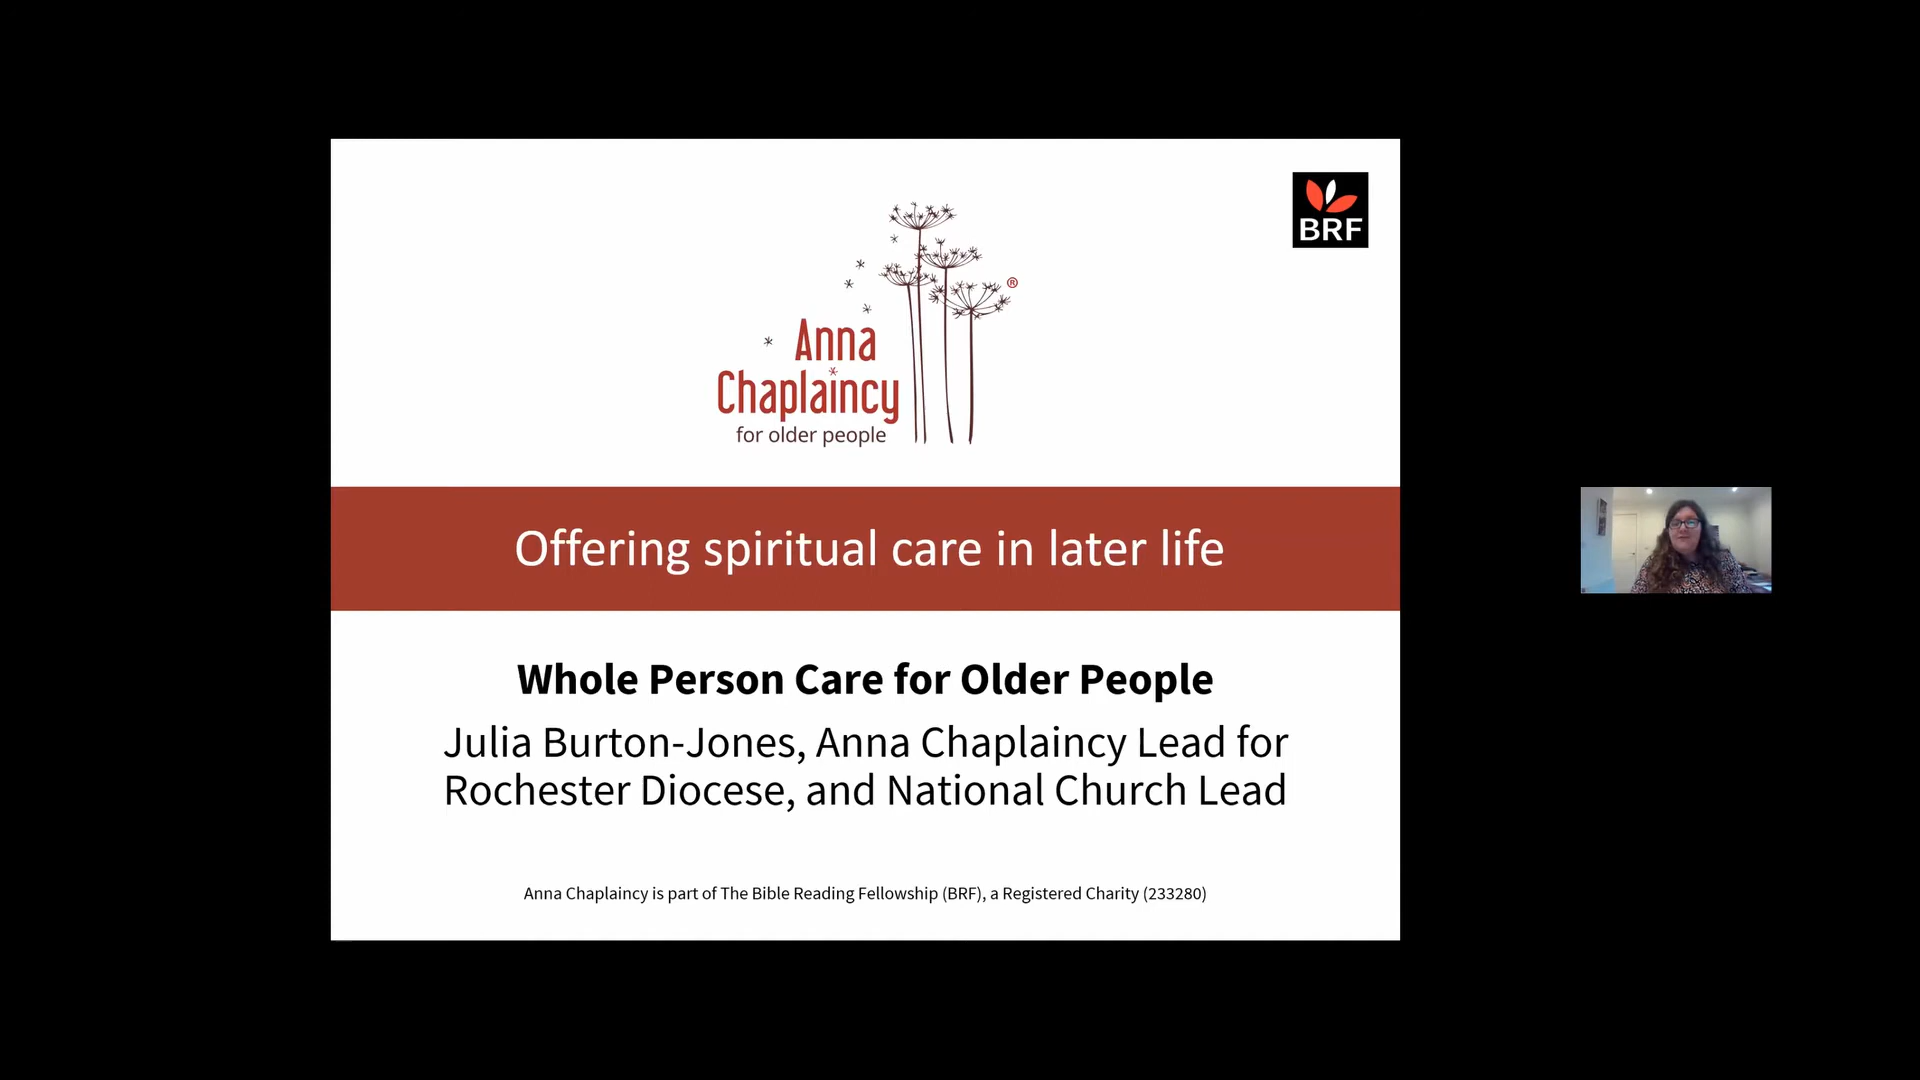 BRF
®
Anna
Chaplaincy
for older people
Offering spiritual care in later life
Whole Person Care for Older People
Julia Burton-Jones, Anna Chaplaincy Lead for
Rochester Diocese, and National Church Lead
Anna Chaplaincy is part of The Bible Reading Fellowship (BRF), a Registered Charity (233280)